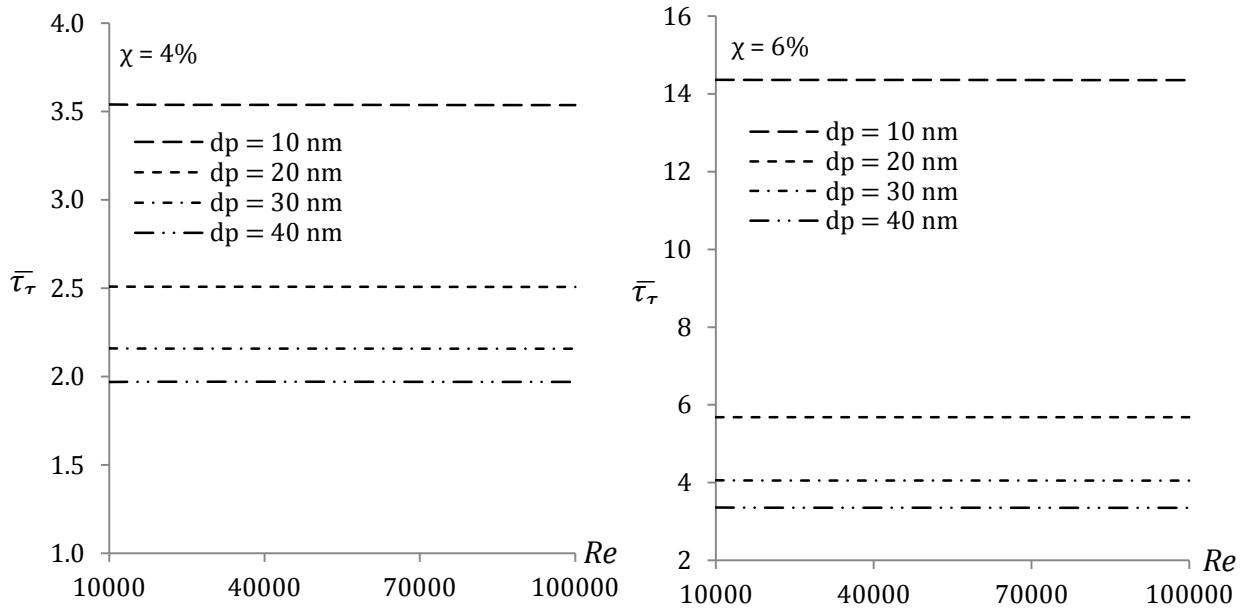 4.0
χ = 4%
3.5
dp = 10 nm
dp = 20 nm
3.0
dp = 30 nm
dp = 40 nm
2.5
τ̅_τ
2.0
1.5
1.0
Re
10000 40000 70000 100000
16
χ = 6%
14
dp = 10 nm
12
dp = 20 nm
dp = 30 nm
10
dp = 40 nm
8
τ̅_τ
6
4
2
Re
10000 40000 70000 100000